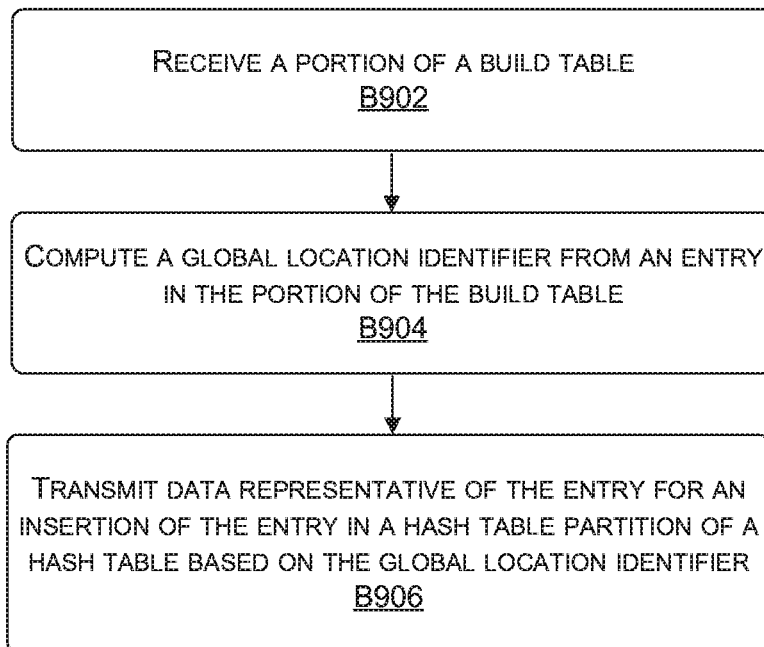 RECEIVE A PORTION OF A BUILD TABLE
B902
COMPUTE A GLOBAL LOCATION IDENTIFIER FROM AN ENTRY
IN THE PORTION OF THE BUILD TABLE
B904
TRANSMIT DATA REPRESENTATIVE OF THE ENTRY FOR AN
INSERTION OF THE ENTRY IN A HASH TABLE PARTITION OF A
HASH TABLE BASED ON THE GLOBAL LOCATION IDENTIFIER
B906